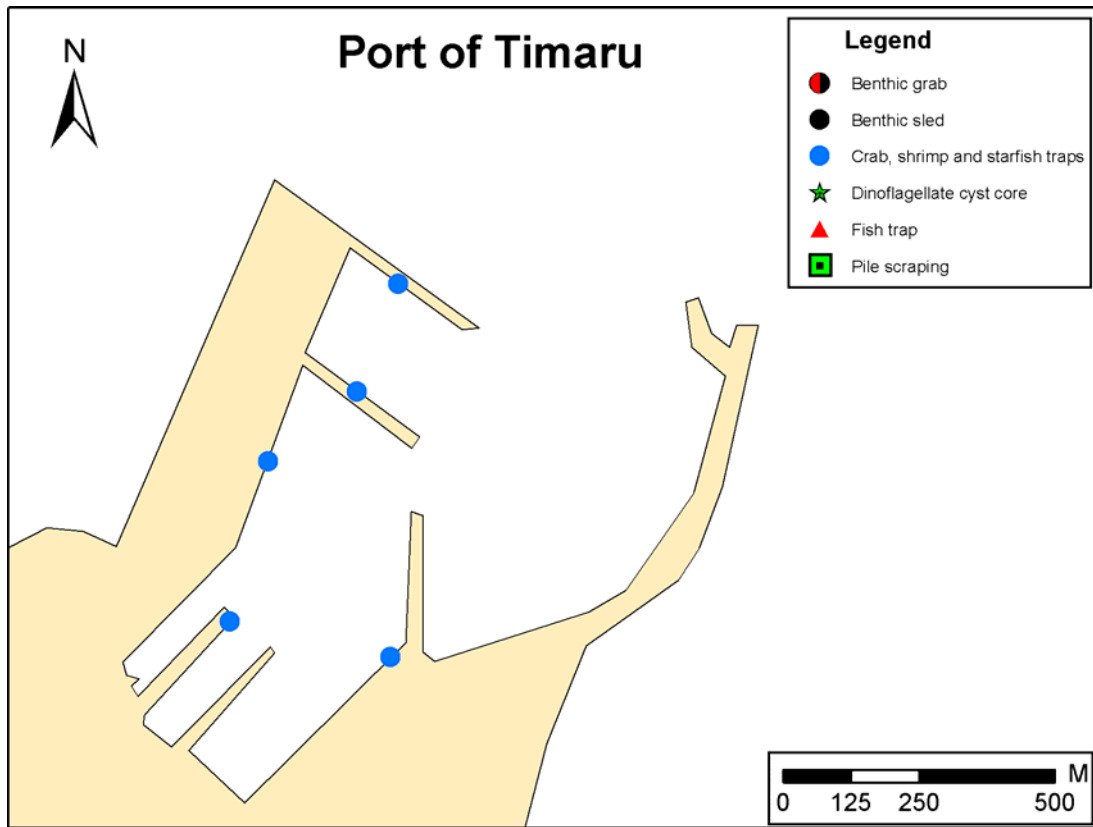 Port of Timaru
N
Legend
Benthic grab
Benthic sled
Crab, shrimp and starfish traps
Dinoflagellate cyst core
Fish trap
Pile scraping
M
0 125 250 500